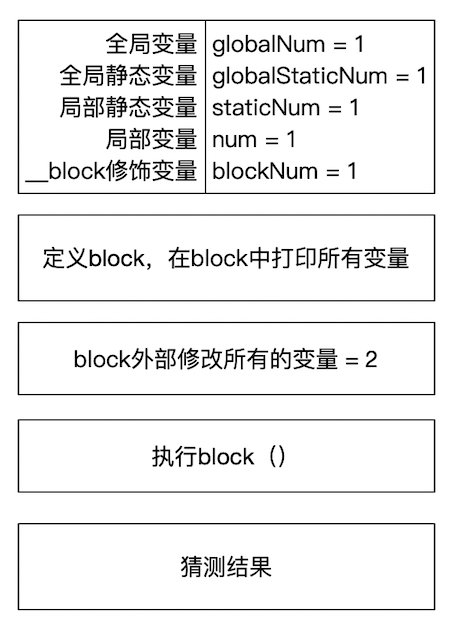 全局变量 globalNum = 1
全局静态变量 globalStaticNum = 1
局部静态变量 staticNum = 1
局部变量 num = 1
__block修饰变量 blockNum = 1
定义block，在block中打印所有变量
block外部修改所有的变量 = 2
执行block（）
猜测结果